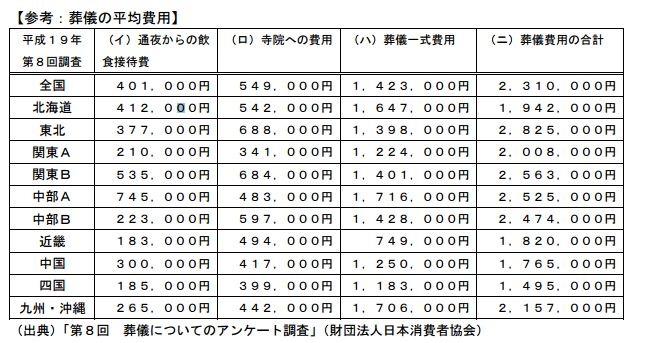 【参考：葬儀の平均費用】
平成１９年 （イ）通夜からの飲 （ロ）寺院への費用 （ハ）葬儀一式費用 （ニ）葬儀費用の合計
第８回調査 食接待費
全国 ４０１，０００円 ５４９，０００円 １，４２３，０００円 ２，３１０，０００円
北海道 ４１２，０００円 ５４２，０００円 １，６４７，０００円 １，９４２，０００円
東北 ３７７，０００円 ６８８，０００円 １，３９８，０００円 ２，８２５，０００円
関東Ａ ２１０，０００円 ３４１，０００円 １，２２４，０００円 ２，００８，０００円
関東Ｂ ５３５，０００円 ６８４，０００円 １，４０１，０００円 ２，５６３，０００円
中部Ａ ７４５，０００円 ４８３，０００円 １，７１６，０００円 ２，５２５，０００円
中部Ｂ ２２３，０００円 ５９７，０００円 １，４２８，０００円 ２，４７４，０００円
近畿 １８３，０００円 ４９４，０００円 ７４９，０００円 １，８２０，０００円
中国 ３００，０００円 ４１７，０００円 １，２５０，０００円 １，７６５，０００円
四国 １８５，０００円 ３９９，０００円 １，１８３，０００円 １，４９５，０００円
九州・沖縄 ２６５，０００円 ４４２，０００円 １，７０６，０００円 ２，１５７，０００円
（出典）「第８回　葬儀についてのアンケート調査」（財団法人日本消費者協会）